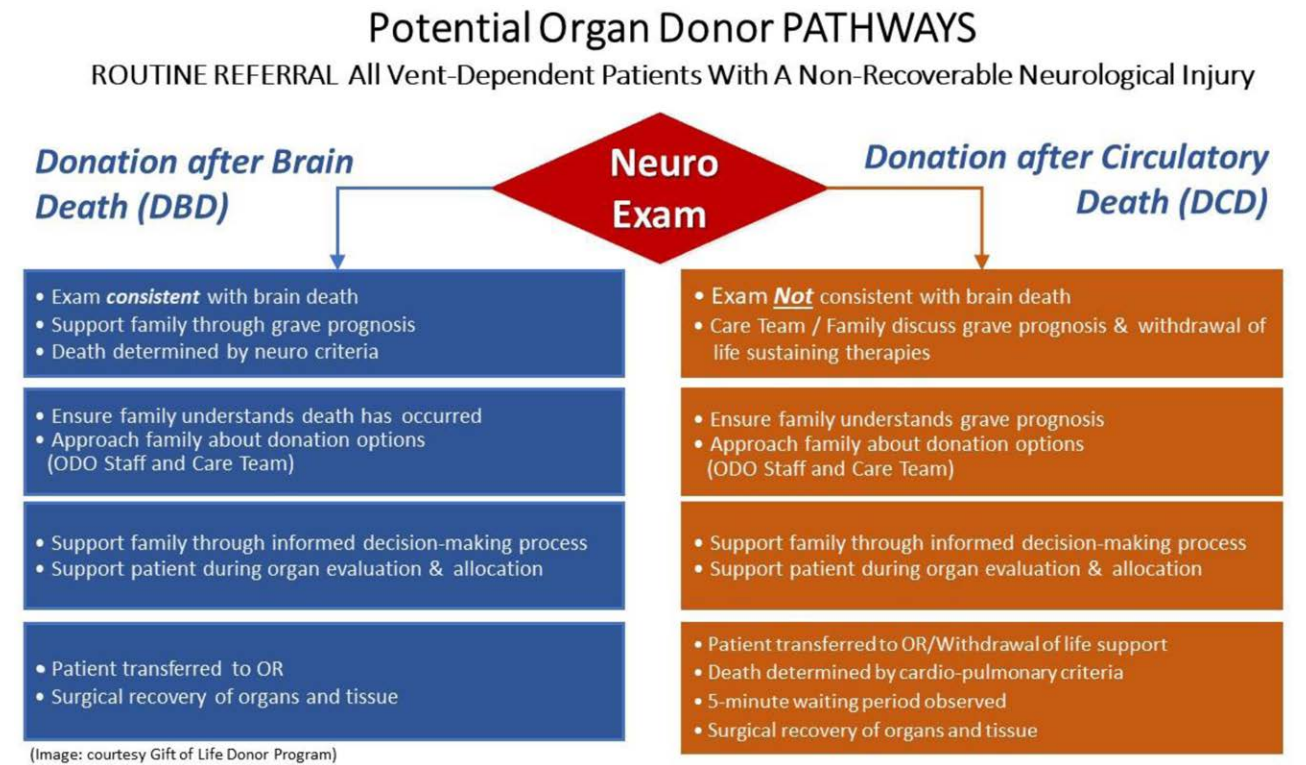 Potential Organ Donor PATHWAYS
ROUTINE REFERRAL All Vent-Dependent Patients With A Non-Recoverable Neurological Injury
Neuro
Exam
Donation after Brain
Death (DBD)
• Exam consistent with brain death
• Support family through grave prognosis
• Death determined by neuro criteria
• Ensure family understands death has occurred
• Approach family about donation options
(ODO Staff and Care Team)
• Support family through informed decision-making process
• Support patient during organ evaluation & allocation
• Patient transferred to OR
• Surgical recovery of organs and tissue
Donation after Circulatory
Death (DCD)
• Exam Not consistent with brain death
• Care Team / Family discuss grave prognosis & withdrawal of
life sustaining therapies
• Ensure family understands grave prognosis
• Approach family about donation options
(ODO Staff and Care Team)
• Support family through informed decision-making process
• Support patient during organ evaluation & allocation
• Patient transferred to OR/Withdrawal of life support
• Death determined by cardio-pulmonary criteria
• 5-minute waiting period observed
• Surgical recovery of organs and tissue
(Image: courtesy Gift of Life Donor Program)